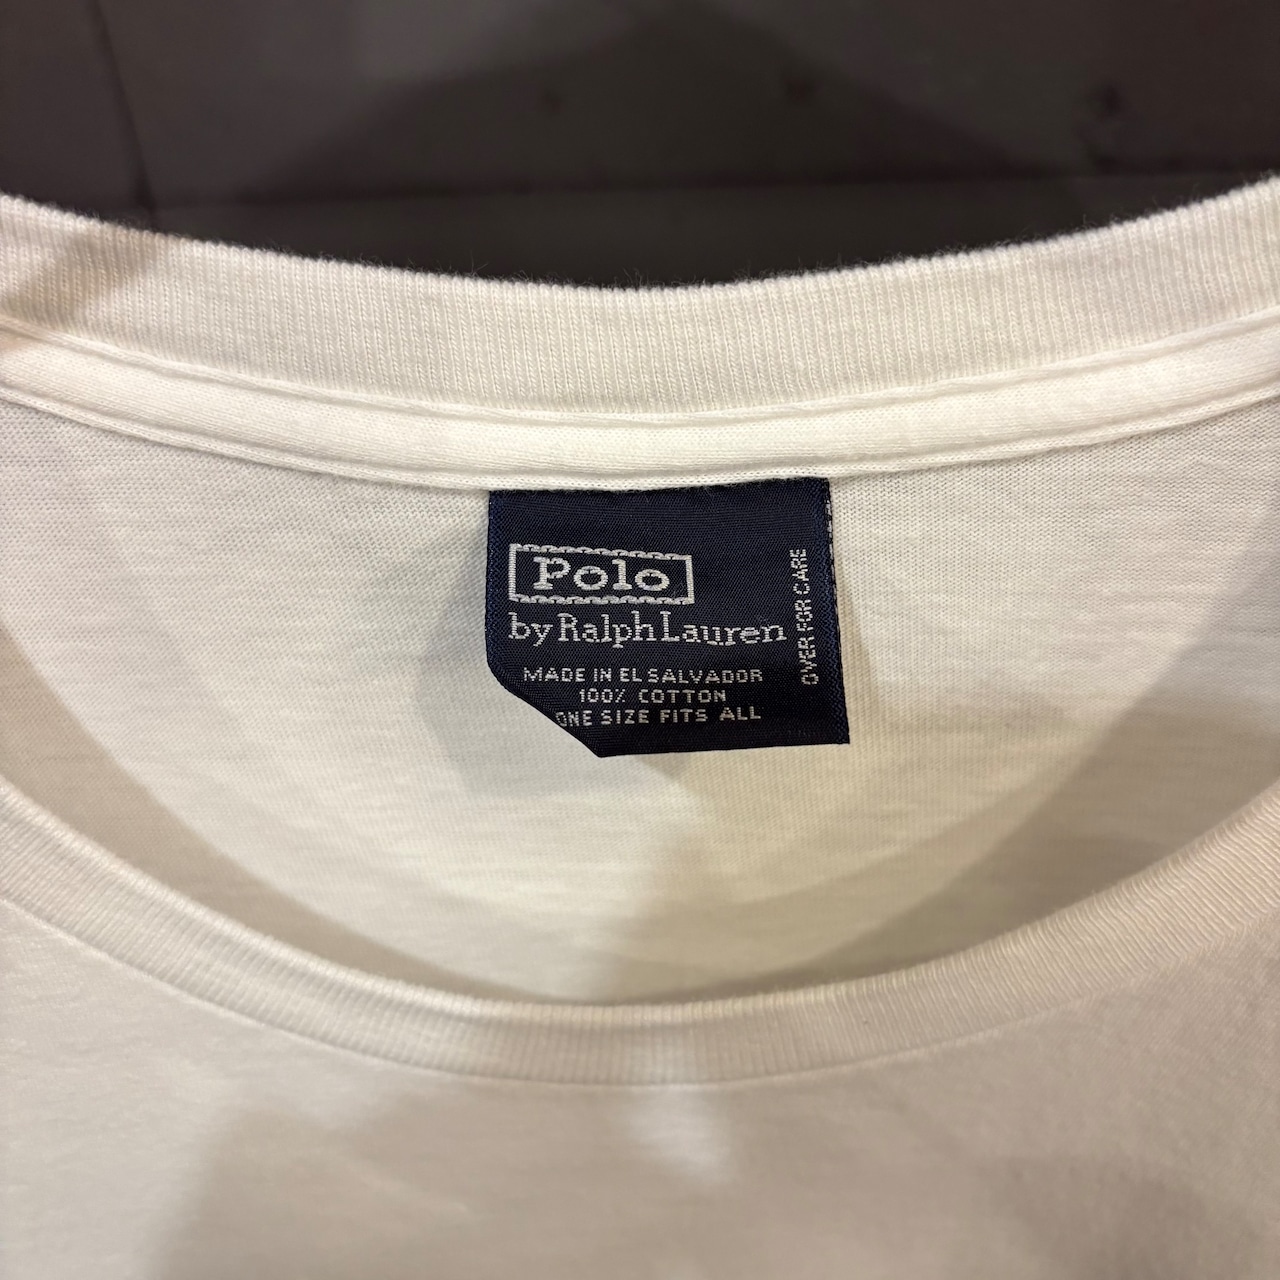 Polo
by Ralph Lauren
MADE IN EL SALVADOR
100% COTTON
ONE SIZE FITS ALL
OVER FOR CARE